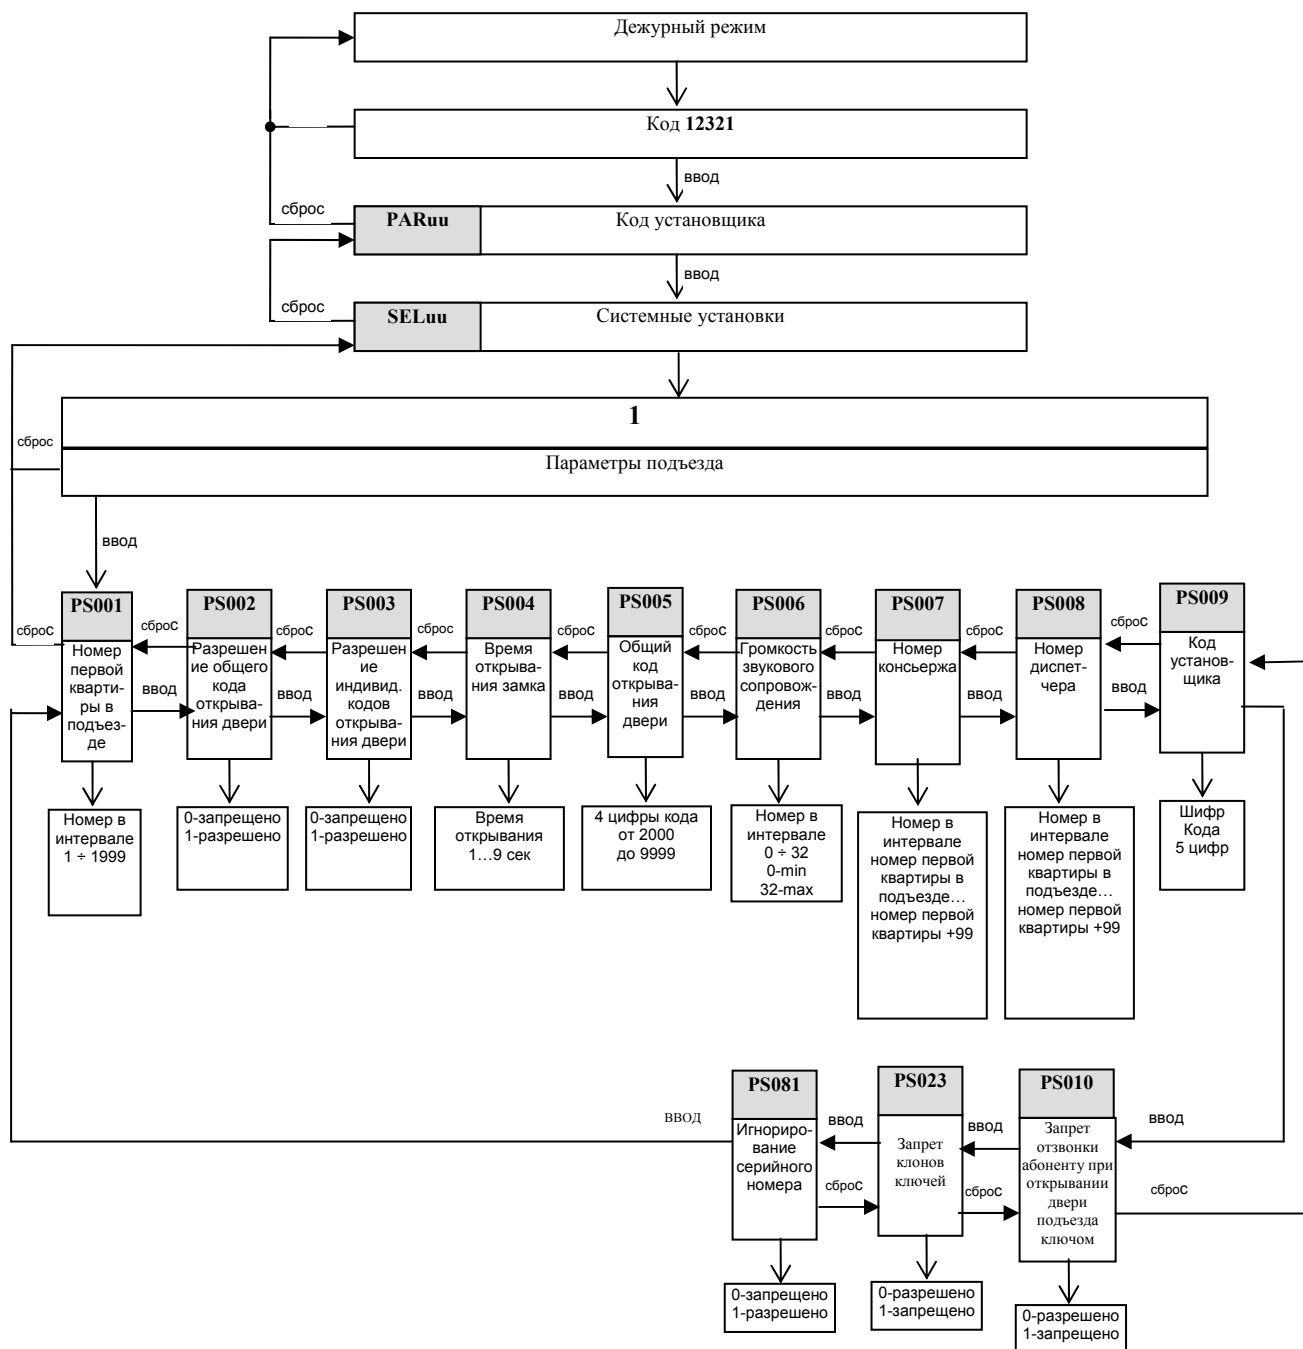 Дежурный режим
Код 12321
ввод
сброс
PARuu
Код установщика
ввод
сброс
SELuu
Системные установки
1
сброс
Параметры подъезда
ввод
PS001
PS002
PS003
PS004
PS005
PS006
PS007
PS008
PS009
сброс
Номер
первой
кварти-
ры в
подъез-
де
сброс
ввод
Разрешен
ие общего
кода
открыва-
ния двери
сброс
ввод
Разрешен
ие
индивид.
кодов
открыва-
ния двери
сброс
ввод
Время
открыва-
ния замка
сброс
ввод
Общий
код
открыва-
ния
двери
сброс
ввод
Громкость
звукового
сопровож-
дения
сброс
ввод
Номер
консьержа
сброс
ввод
Номер
диспет-
чера
сброс
ввод
Код
установ-
щика
Номер в
интервале
1 ÷ 1999
0-запрещено
1-разрешено
0-запрещено
1-разрешено
Время
открывания
1…9 сек
4 цифры кода
от 2000
до 9999
Номер в
интервале
0 ÷ 32
0-min
32-max
Номер в
интервале
номер первой
квартиры в
подъезде…
номер первой
квартиры +99
Номер в
интервале
номер первой
квартиры в
подъезде…
номер первой
квартиры +99
Шифр
Кода
5 цифр
ввод
PS081
Игнориро-
вание
серийного
номера
ввод
сброс
PS023
Запрет
клонов
ключей
ввод
сброс
PS010
Запрет
отзвонки
абоненту при
открывании
двери
подъезда
ключом
ввод
сброс
0-запрещено
1-разрешено
0-разрешено
1-запрещено
0-разрешено
1-запрещено